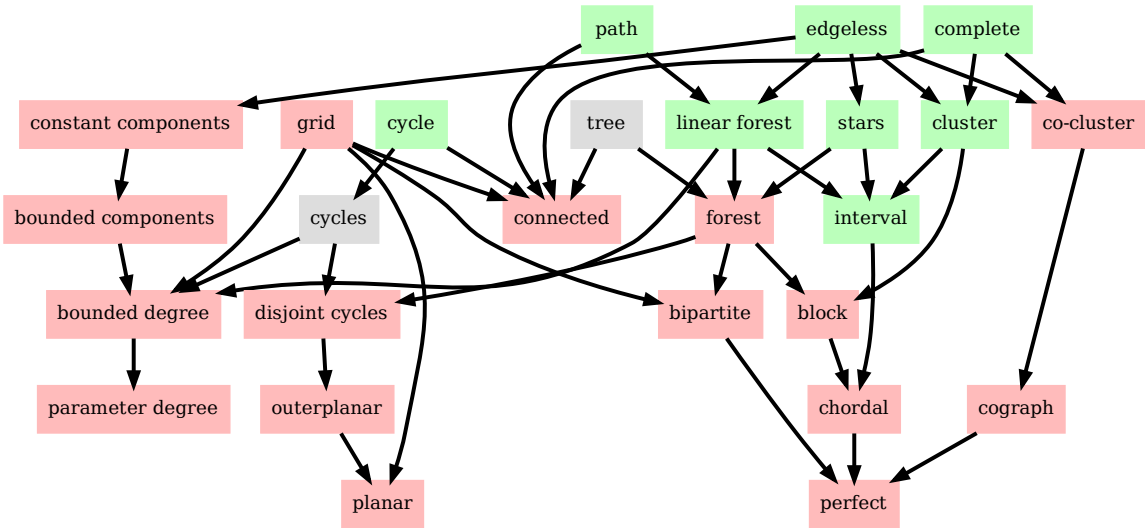 path
edgeless
complete
constant components
grid
cycle
tree
linear forest
stars
cluster
co-cluster
bounded components
cycles
connected
forest
interval
bounded degree
disjoint cycles
bipartite
block
parameter degree
outerplanar
chordal
cograph
planar
perfect